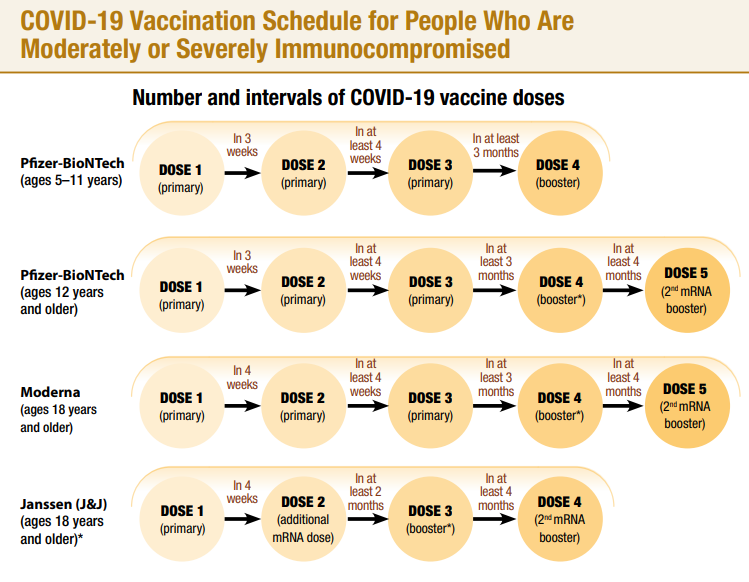 COVID-19 Vaccination Schedule for People Who Are
Moderately or Severely Immunocompromised
Number and intervals of COVID-19 vaccine doses
Pfizer-BioNTech
(ages 5–11 years)
DOSE 1
(primary)
In 3
weeks
DOSE 2
(primary)
In at
least 4
weeks
DOSE 3
(primary)
In at least
3 months
DOSE 4
(booster)
Pfizer-BioNTech
(ages 12 years
and older)
DOSE 1
(primary)
In 3
weeks
DOSE 2
(primary)
In at
least 4
weeks
DOSE 3
(primary)
In at
least 3
months
DOSE 4
(booster*)
In at
least 4
months
DOSE 5
(2nd mRNA
booster)
Moderna
(ages 18 years
and older)
DOSE 1
(primary)
In 4
weeks
DOSE 2
(primary)
In at
least 4
weeks
DOSE 3
(primary)
In at
least 3
months
DOSE 4
(booster*)
In at
least 4
months
DOSE 5
(2nd mRNA
booster)
Janssen (J&J)
(ages 18 years
and older)*
DOSE 1
(primary)
In 4
weeks
DOSE 2
(additional
mRNA dose)
In at
least 2
months
DOSE 3
(booster*)
In at
least 4
months
DOSE 4
(2nd mRNA
booster)